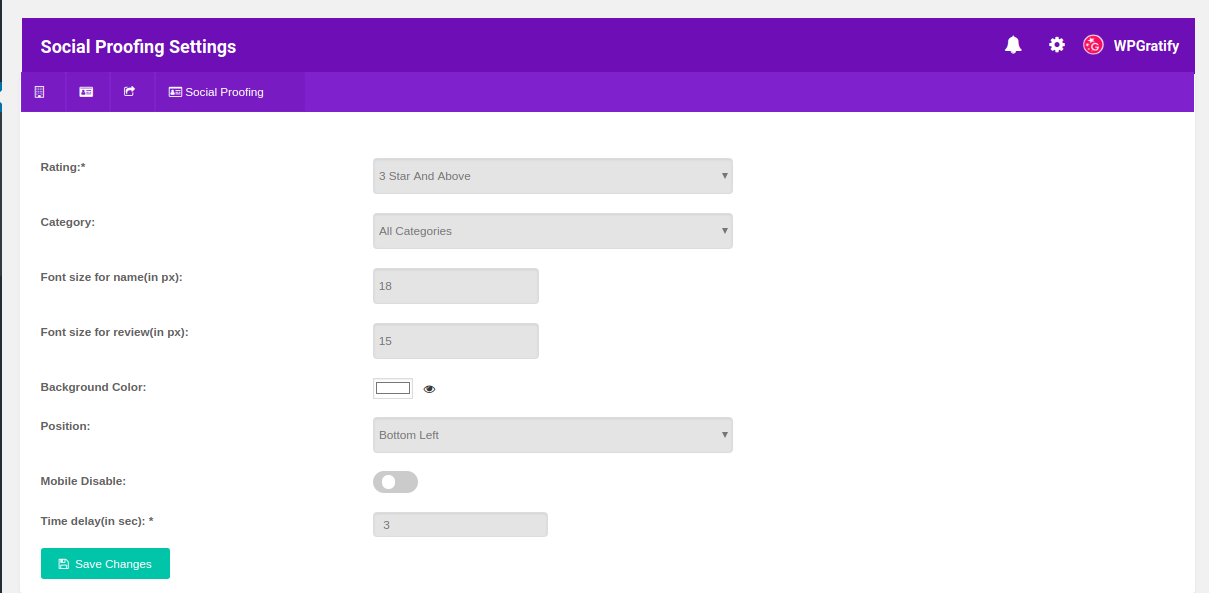 Social Proofing Settings
WPGratify
Social Proofing
Rating:*
3 Star And Above
Category:
All Categories
Font size for name(in px):
18
Font size for review(in px):
15
Background Color:
Position:
Bottom Left
Mobile Disable:
Time delay(in sec): *
3
Save Changes